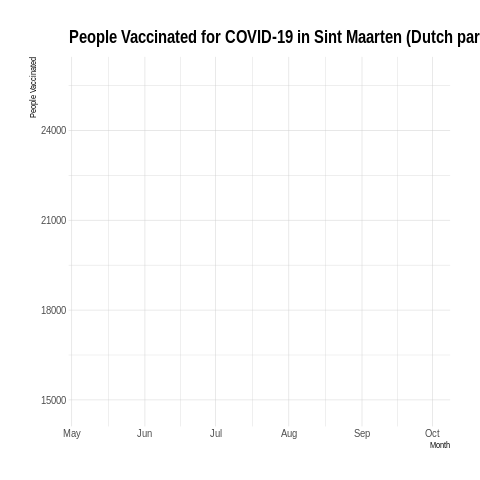 People Vaccinated for COVID-19 in Sint Maarten (Dutch par
People Vaccinated
24000
21000
18000
15000
May Jun Jul Aug Sep Oct
Month